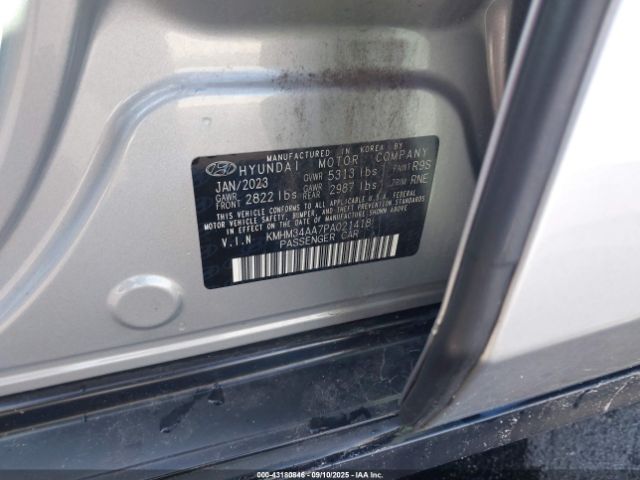 MANUFACTURED IN KOREA BY
HYUNDAI MOTOR COMPANY
JAN/2023 GVWR 5313 lbs PAINT R9S
GAWR FRONT 2822 lbs GAWR REAR 2987 lbs TRIM RNE
THIS VEHICLE CONFORMS TO ALL APPLICABLE U.S. FEDERAL
MOTOR VEHICLE SAFETY, BUMPER, AND THEFT PREVENTION STANDARDS
IN EFFECT ON THE DATE OF MANUFACTURE SHOWN ABOVE.
V.I.N KMHM34AA7PA021418
PASSENGER CAR
000-43180846 - (09/10/2025) - IAAI.COM